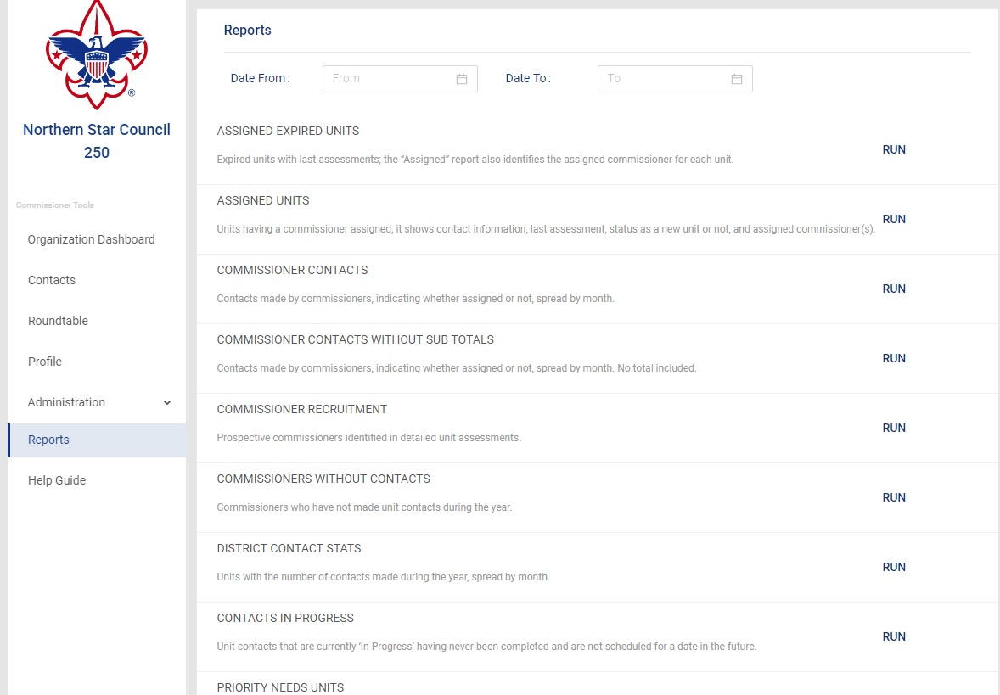 ®
Northern Star Council
250
Commissioner Tools
Organization Dashboard
Contacts
Roundtable
Profile
Administration
Reports
Help Guide
Reports
Date From : From Date To : To
ASSIGNED EXPIRED UNITS
Expired units with last assessments; the “Assigned” report also identifies the assigned commissioner for each unit.
RUN
ASSIGNED UNITS
Units having a commissioner assigned; it shows contact information, last assessment, status as a new unit or not, and assigned commissioner(s).
RUN
COMMISSIONER CONTACTS
Contacts made by commissioners, indicating whether assigned or not, spread by month.
RUN
COMMISSIONER CONTACTS WITHOUT SUB TOTALS
Contacts made by commissioners, indicating whether assigned or not, spread by month. No total included.
RUN
COMMISSIONER RECRUITMENT
Prospective commissioners identified in detailed unit assessments.
RUN
COMMISSIONERS WITHOUT CONTACTS
Commissioners who have not made unit contacts during the year.
RUN
DISTRICT CONTACT STATS
Units with the number of contacts made during the year, spread by month.
RUN
CONTACTS IN PROGRESS
Unit contacts that are currently ‘In Progress’ having never been completed and are not scheduled for a date in the future.
RUN
PRIORITY NEEDS UNITS